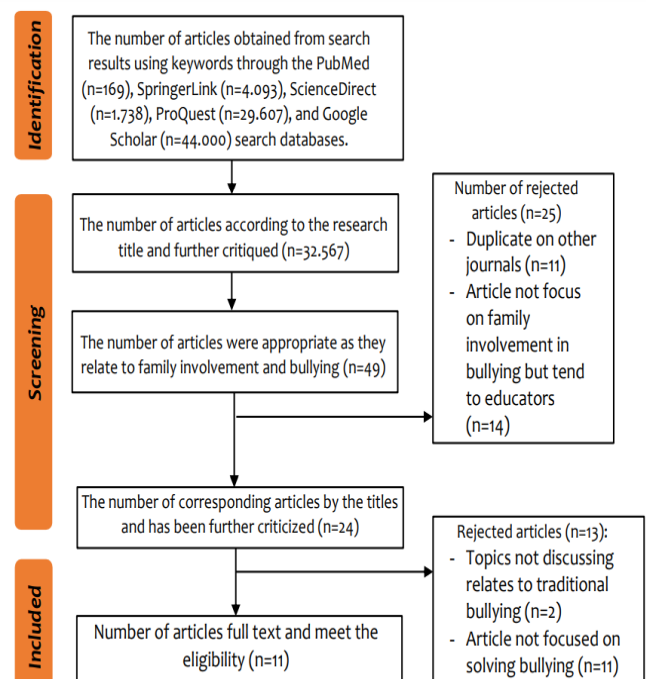 Identification
The number of articles obtained from search
results using keywords through the PubMed
(n=169), SpringerLink (n=4.093), ScienceDirect
(n=1.738), ProQuest (n=29.607), and Google
Scholar (n=44.000) search databases.
Screening
The number of articles according to the research
title and further critiqued (n=32.567)
Number of rejected
articles (n=25)
- Duplicate on other
journals (n=11)
- Article not focus
on family
involvement in
bullying but tend
to educators
(n=14)
The number of articles were appropriate as they
relate to family involvement and bullying (n=49)
The number of corresponding articles by the titles
and has been further criticized (n=24)
Rejected articles (n=13):
- Topics not discussing
relates to traditional
bullying (n=2)
- Article not focused on
solving bullying (n=11)
Included
Number of articles full text and meet the
eligibility (n=11)